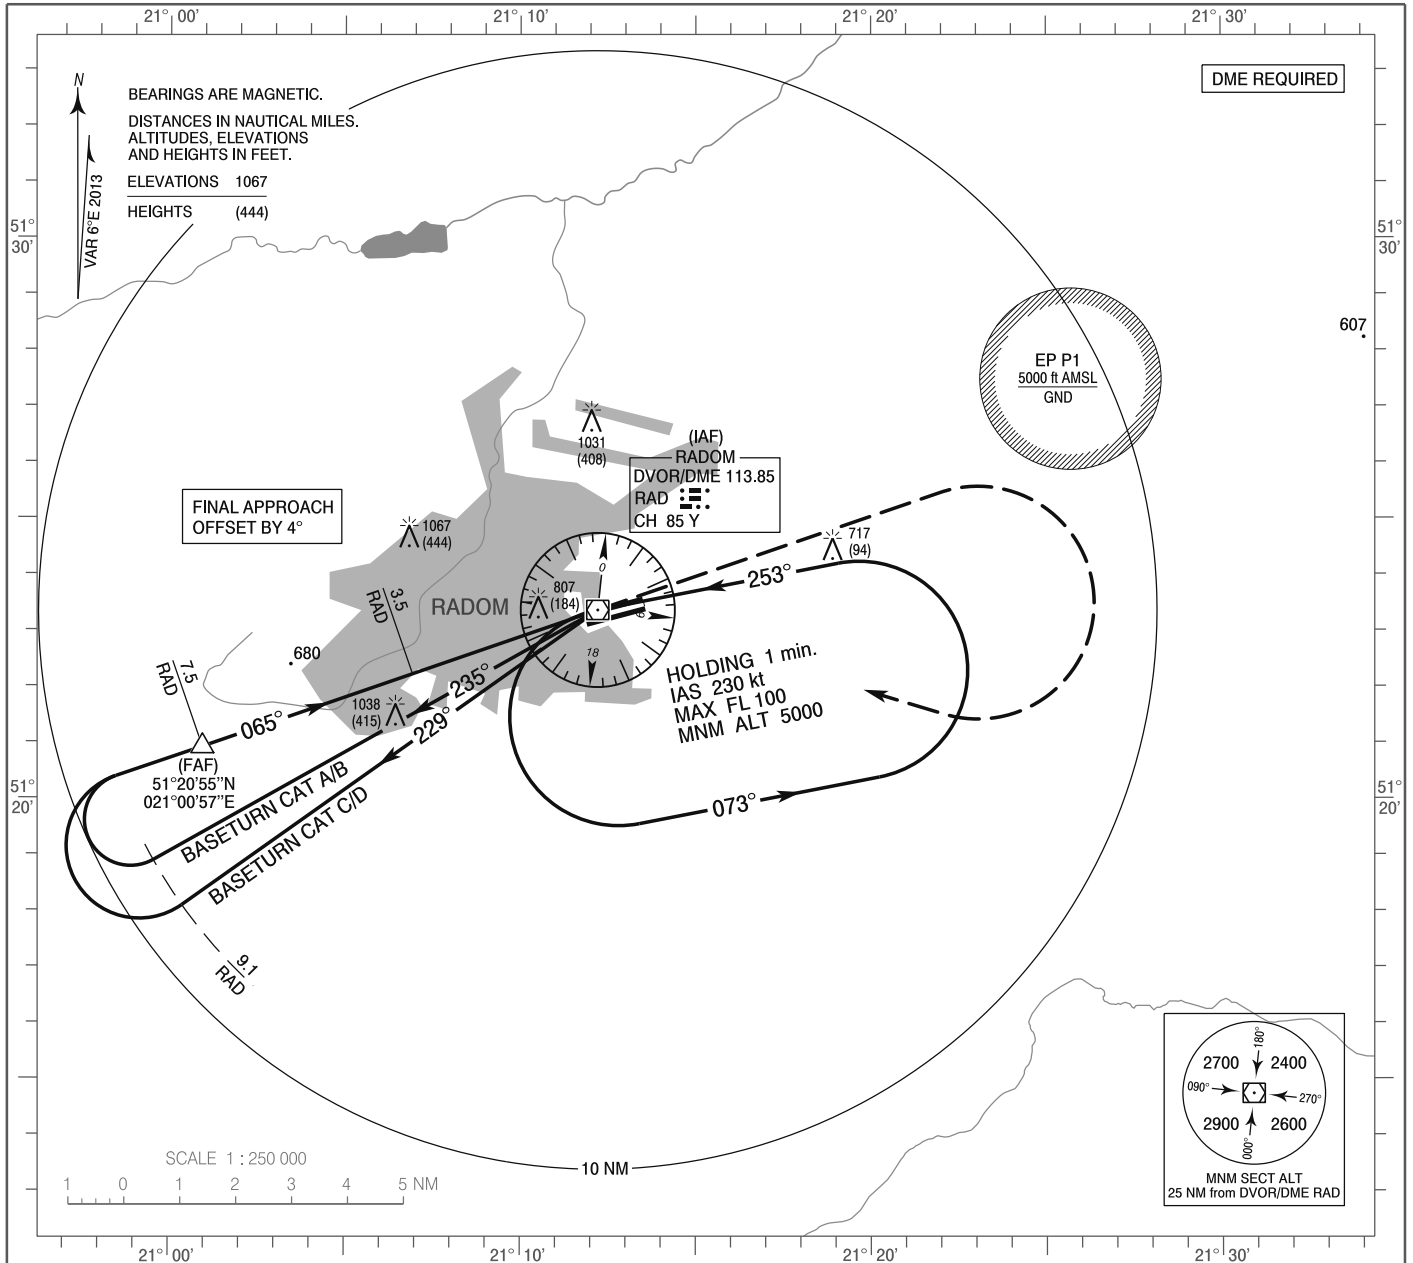 21° 00’
21° 10’
21° 20’
21° 30’
N
VAR 6°E 2013
BEARINGS ARE MAGNETIC.
DISTANCES IN NAUTICAL MILES.
ALTITUDES, ELEVATIONS
AND HEIGHTS IN FEET.
ELEVATIONS 1067
HEIGHTS (444)
DME REQUIRED
51°
30’
51°
30’
607
EP P1
5000 ft AMSL
GND
1031
(408)
(IAF)
RADOM
DVOR/DME 113.85
RAD
CH 85 Y
FINAL APPROACH
OFFSET BY 4°
1067
(444)
717
(94)
253°
0
9
18
807
(184)
RADOM
3.5
RAD
680
7.5
RAD
1038
(415)
235°
229°
065°
HOLDING 1 min.
IAS 230 kt
MAX FL 100
MNM ALT 5000
(FAF)
51°20’55”N
021°00’57”E
51°
20’
51°
20’
073°
BASETURN CAT A/B
BASETURN CAT C/D
9.1
RAD
180°
2700 2400
090°
270°
2900 2600
000°
MNM SECT ALT
25 NM from DVOR/DME RAD
SCALE 1 : 250 000
1 0 1 2 3 4 5 NM
10 NM
21° 00’
21° 10’
21° 20’
21° 30’